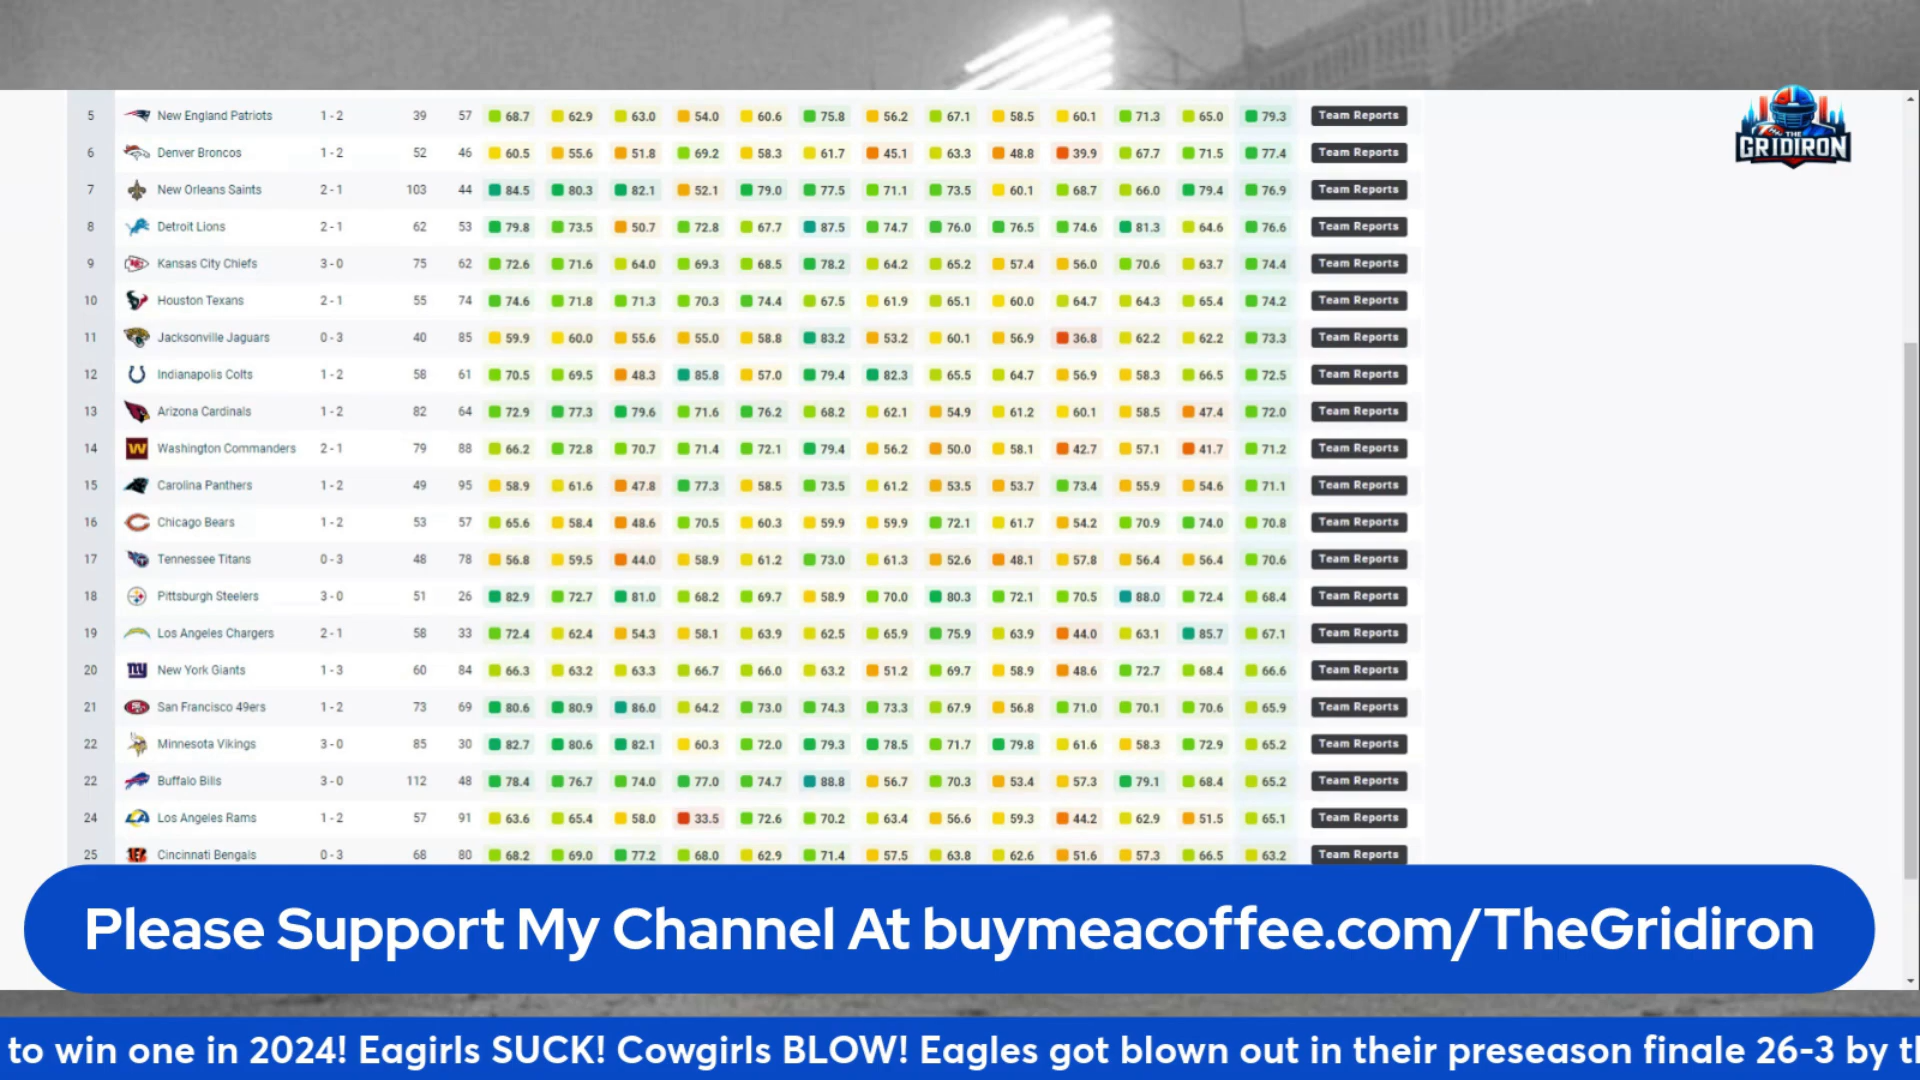 5 New England Patriots 1 - 2 39 57 68.7 62.9 63.0 54.0 60.6 75.8 56.2 67.1 58.5 60.1 71.3 65.0 79.3 Team Reports
THE
GRIDIRON
6 Denver Broncos 1 - 2 52 46 60.5 55.6 51.8 69.2 58.3 61.7 45.1 63.3 48.8 39.9 67.7 71.5 77.4 Team Reports
7 New Orleans Saints 2 - 1 103 44 84.5 80.3 82.1 52.1 79.0 77.5 71.1 73.5 60.1 68.7 66.0 79.4 76.9 Team Reports
8 Detroit Lions 2 - 1 62 53 79.8 73.5 50.7 72.8 67.7 87.5 74.7 76.0 76.5 74.6 81.3 64.6 76.6 Team Reports
9 Kansas City Chiefs 3 - 0 75 62 72.6 71.6 64.0 69.3 68.5 78.2 64.2 65.2 57.4 56.0 70.6 63.7 74.4 Team Reports
10 Houston Texans 2 - 1 55 74 74.6 71.8 71.3 70.3 74.4 67.5 61.9 65.1 60.0 64.7 64.3 65.4 74.2 Team Reports
11 Jacksonville Jaguars 0 - 3 40 85 59.9 60.0 55.6 55.0 58.8 83.2 53.2 60.1 56.9 36.8 62.2 62.2 73.3 Team Reports
12 Indianapolis Colts 1 - 2 58 61 70.5 69.5 48.3 85.8 57.0 79.4 82.3 65.5 64.7 56.9 58.3 66.5 72.5 Team Reports
13 Arizona Cardinals 1 - 2 82 64 72.9 77.3 79.6 71.6 76.2 68.2 62.1 54.9 61.2 60.1 58.5 47.4 72.0 Team Reports
14 Washington Commanders 2 - 1 79 88 66.2 72.8 70.7 71.4 72.1 79.4 56.2 50.0 58.1 42.7 57.1 41.7 71.2 Team Reports
15 Carolina Panthers 1 - 2 49 95 58.9 61.6 47.8 77.3 58.5 73.5 61.2 53.5 53.7 73.4 55.9 54.6 71.1 Team Reports
16 Chicago Bears 1 - 2 53 57 65.6 58.4 48.6 70.5 60.3 59.9 59.9 72.1 61.7 54.2 70.9 74.0 70.8 Team Reports
17 Tennessee Titans 0 - 3 48 78 56.8 59.5 44.0 58.9 61.2 73.0 61.3 52.6 48.1 57.8 56.4 56.4 70.6 Team Reports
18 Pittsburgh Steelers 3 - 0 51 26 82.9 72.7 81.0 68.2 69.7 58.9 70.0 80.3 72.1 70.5 88.0 72.4 68.4 Team Reports
19 Los Angeles Chargers 2 - 1 58 33 72.4 62.4 54.3 58.1 63.9 62.5 65.9 75.9 63.9 44.0 63.1 85.7 67.1 Team Reports
20 New York Giants 1 - 3 60 84 66.3 63.2 63.3 66.7 66.0 63.2 51.2 69.7 58.9 48.6 72.7 68.4 66.6 Team Reports
21 San Francisco 49ers 1 - 2 73 69 80.6 80.9 86.0 64.2 73.0 74.3 73.3 67.9 56.8 71.0 70.1 70.6 65.9 Team Reports
22 Minnesota Vikings 3 - 0 85 30 82.7 80.6 82.1 60.3 72.0 79.3 78.5 71.7 79.8 61.6 58.3 72.9 65.2 Team Reports
22 Buffalo Bills 3 - 0 112 48 78.4 76.7 74.0 77.0 74.7 88.8 56.7 70.3 53.4 57.3 79.1 68.4 65.2 Team Reports
24 Los Angeles Rams 1 - 2 57 91 63.6 65.4 58.0 33.5 72.6 70.2 63.4 56.6 59.3 44.2 62.9 51.5 65.1 Team Reports
25 Cincinnati Bengals 0 - 3 68 80 68.2 69.0 77.2 68.0 62.9 71.4 57.5 63.8 62.6 51.6 57.3 66.5 63.2 Team Reports
Please Support My Channel At buymeacoffee.com/TheGridiron
to win one in 2024! Eagirls SUCK! Cowgirls BLOW! Eagles got blown out in their preseason finale 26-3 by th